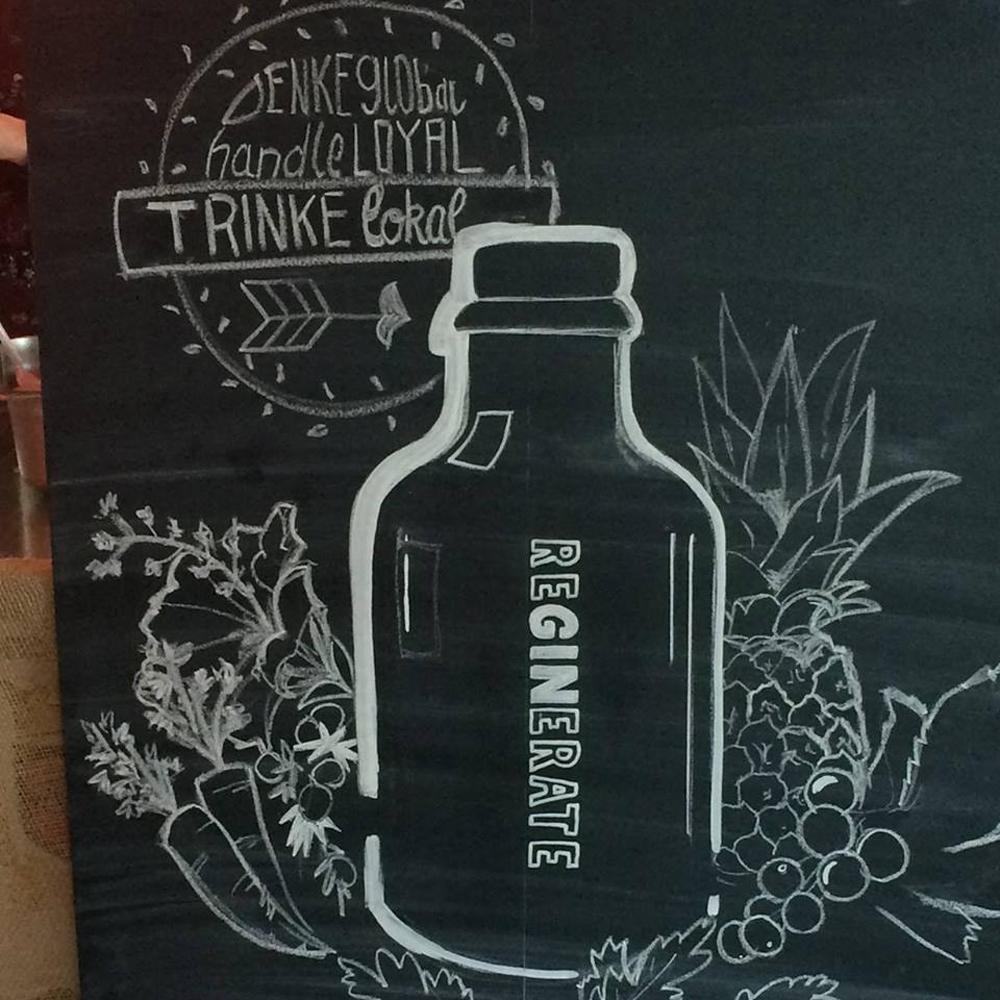 DENKE global
handle LOYAL
TRINKE lokal
REGINERATE